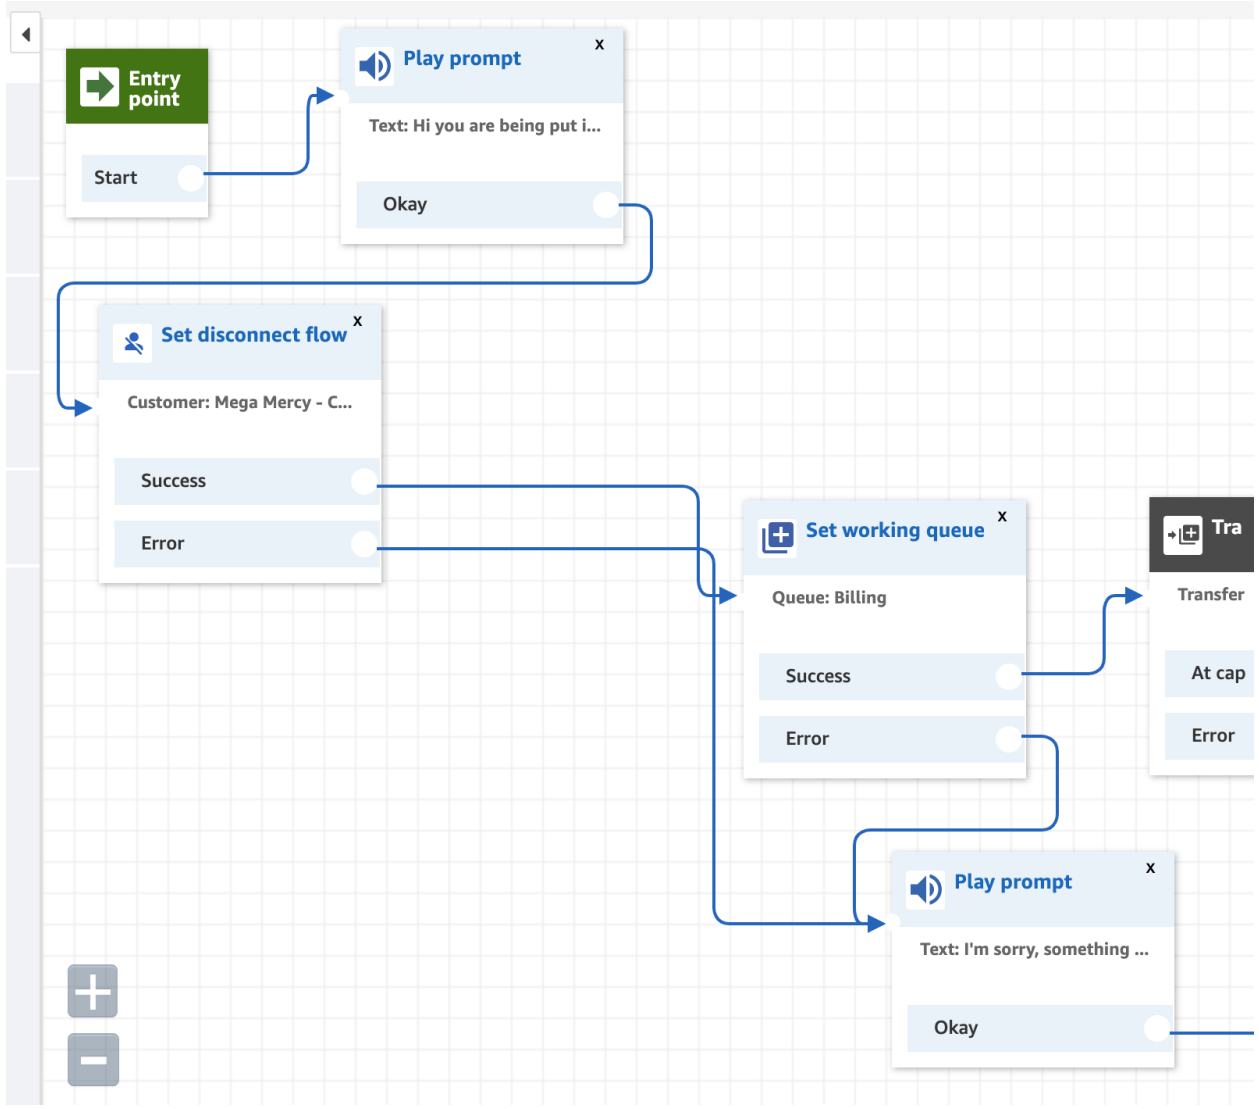 Entry
point
Start
Play prompt
x
Text: Hi you are being put i...
Okay
Set disconnect flow
x
Customer: Mega Mercy - C...
Success
Error
Set working queue
x
Queue: Billing
Success
Error
Tra
Transfer
At cap
Error
Play prompt
x
Text: I'm sorry, something ...
Okay